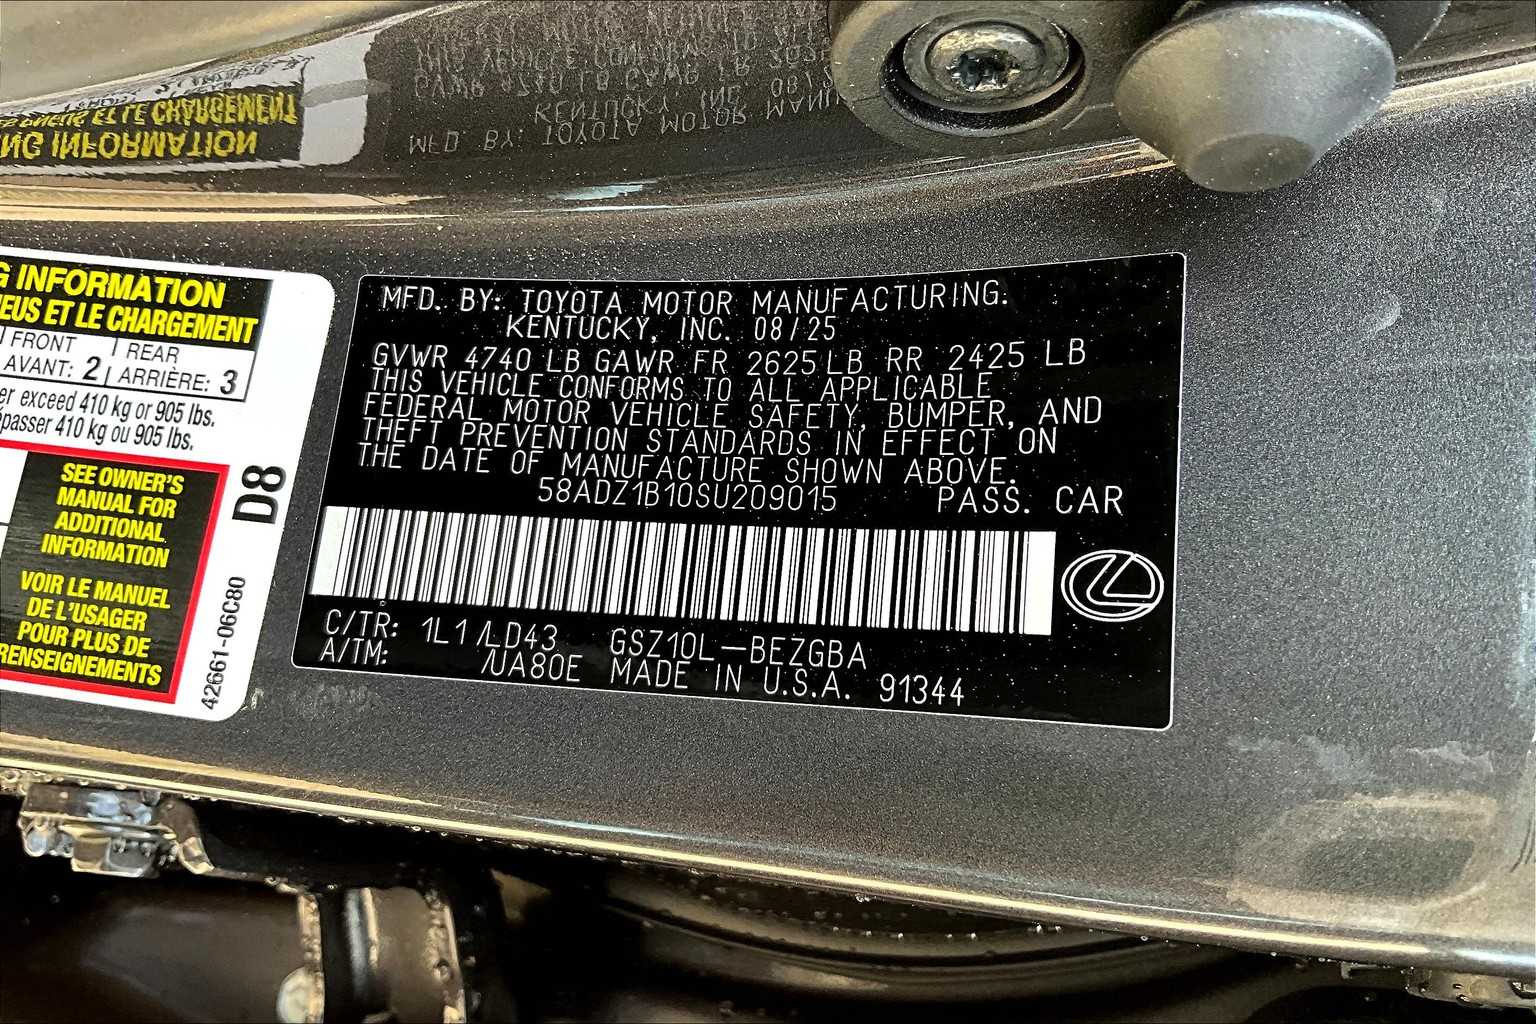 G INFORMATION
EUS ET LE CHARGEMENT
FRONT
AVANT: 2
REAR
ARRIÈRE: 3
er exceed 410 kg or 905 lbs.
passer 410 kg ou 905 lbs.
SEE OWNER'S
MANUAL FOR
ADDITIONAL
INFORMATION
VOIR LE MANUEL
DE L'USAGER
POUR PLUS DE
RENSEIGNEMENTS
D8
42661-06C80
MFD. BY: TOYOTA MOTOR MANUFACTURING.
KENTUCKY, INC. 08/25
GVWR 4740 LB GAWR FR 2625 LB RR 2425 LB
THIS VEHICLE CONFORMS TO ALL APPLICABLE
FEDERAL MOTOR VEHICLE SAFETY, BUMPER, AND
THEFT PREVENTION STANDARDS IN EFFECT ON
THE DATE OF MANUFACTURE SHOWN ABOVE.
58ADZ1B10SU209015 PASS. CAR
C/TR: 1L1 /LD43 GSZ10L-BEZGBA
A/TM: /UA80E MADE IN U.S.A. 91344